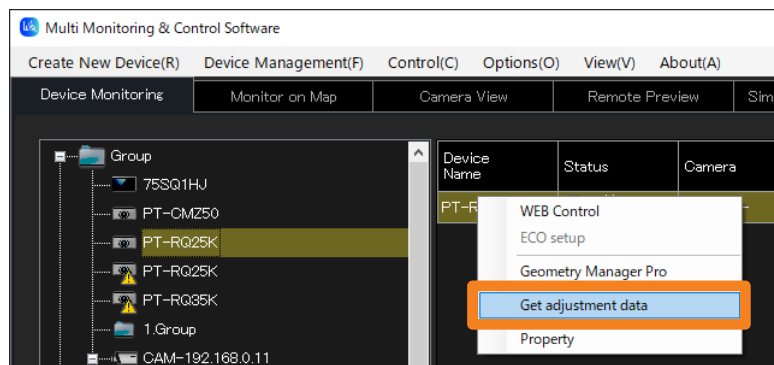 Multi Monitoring & Control Software
Create New Device(R) Device Management(F) Control(C) Options(O) View(V) About(A)
Device Monitoring Monitor on Map Camera View Remote Preview Sim
Group
75SQ1HJ
PT-CMZ50
PT-RQ25K
PT-RQ25K
PT-RQ35K
1.Group
CAM-192.168.0.11
Device
Name
Status
Camera
PT-R
WEB Control
ECO setup
Geometry Manager Pro
Get adjustment data
Property